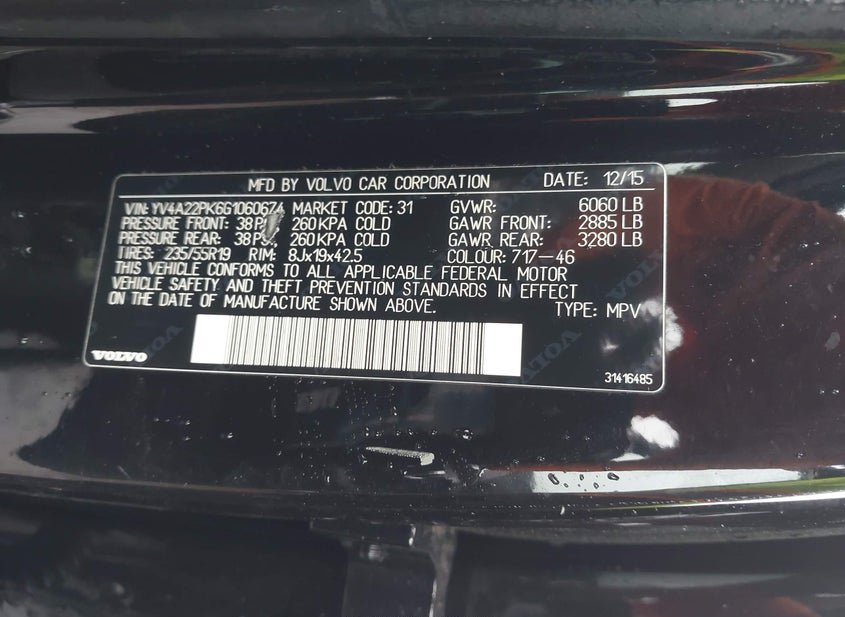 MFD BY VOLVO CAR CORPORATION DATE: 12/15
VIN: YV4A22PK6G1060674 MARKET CODE: 31 GVWR: 6060 LB
PRESSURE FRONT: 38 260 KPA COLD GAWR FRONT: 2885 LB
PRESSURE REAR: 38 260 KPA COLD GAWR REAR: 3280 LB
TIRES: 235/55R19 RIM: 8Jx19x42.5 COLOUR: 717-46
THIS VEHICLE CONFORMS TO ALL APPLICABLE FEDERAL MOTOR
VEHICLE SAFETY AND THEFT PREVENTION STANDARDS IN EFFECT
ON THE DATE OF MANUFACTURE SHOWN ABOVE. TYPE: MPV
VOLVO 31416485